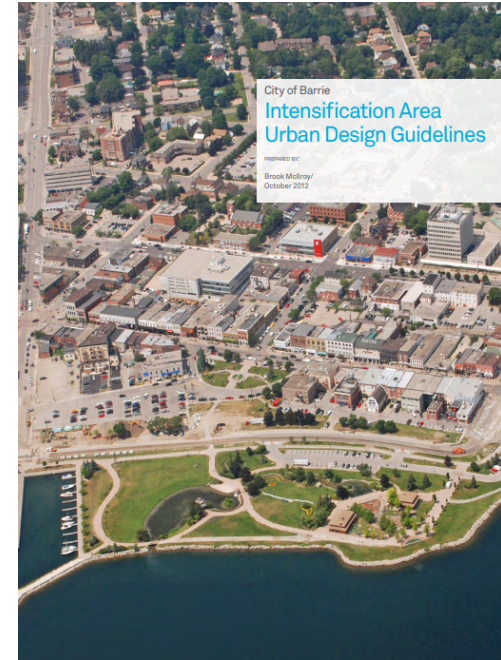 City of Barrie
Intensification Area
Urban Design Guidelines
PREPARED BY:
Brook McIlroy/
October 2012